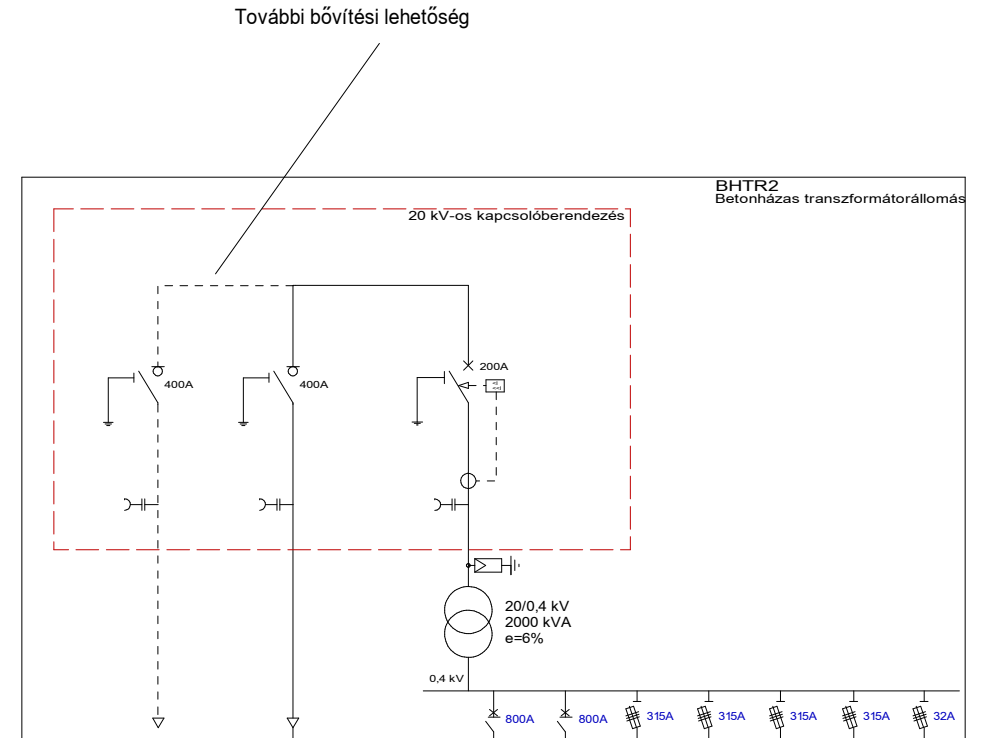 További bővítési lehetőség
BHTR2
Betonházas transzformátorállomás
20 kV-os kapcsolóberendezés
400A
400A
200A
20/0,4 kV
2000 kVA
e=6%
0,4 kV
800A
800A
315A
315A
315A
315A
32A